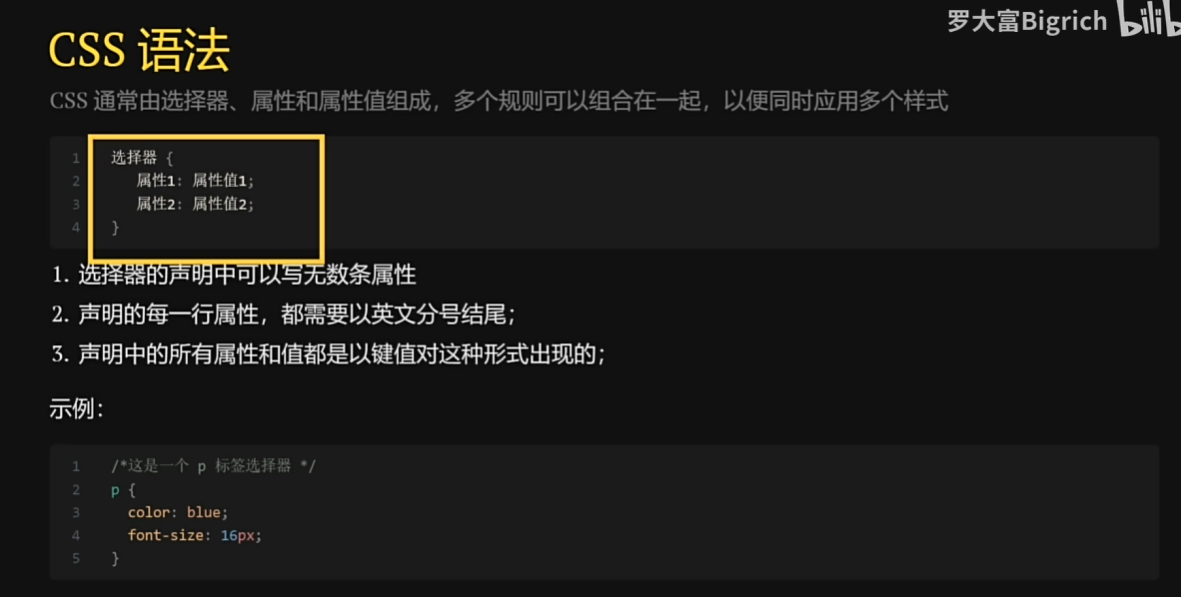 罗大富Bigrich bilib
CSS 语法
CSS 通常由选择器、属性和属性值组成，多个规则可以组合在一起，以便同时应用多个样式
1 选择器 {
2 属性1: 属性值1;
3 属性2: 属性值2;
4 }
1. 选择器的声明中可以写无数条属性
2. 声明的每一行属性，都需要以英文分号结尾；
3. 声明中的所有属性和值都是以键值对这种形式出现的；
示例：
1 /*这是一个 p 标签选择器 */
2 p {
3 color: blue;
4 font-size: 16px;
5 }